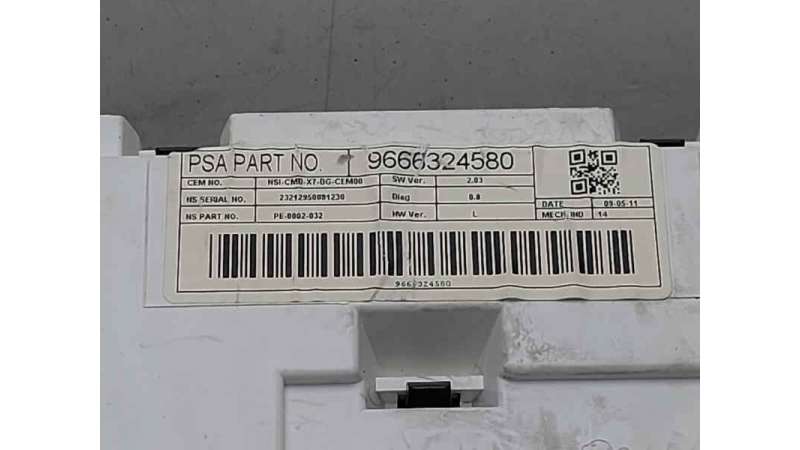 PSA PART NO. 9666324580
CEM NO. NSI-CMB-X7-DG-CEM00 SW Ver. 2.03
NS SERIAL NO. 23212950081230 Diag 0.8 DATE 09-05-11
NS PART NO. PE-0002-032 HW Ver. L MECH. IND 14
9666324580